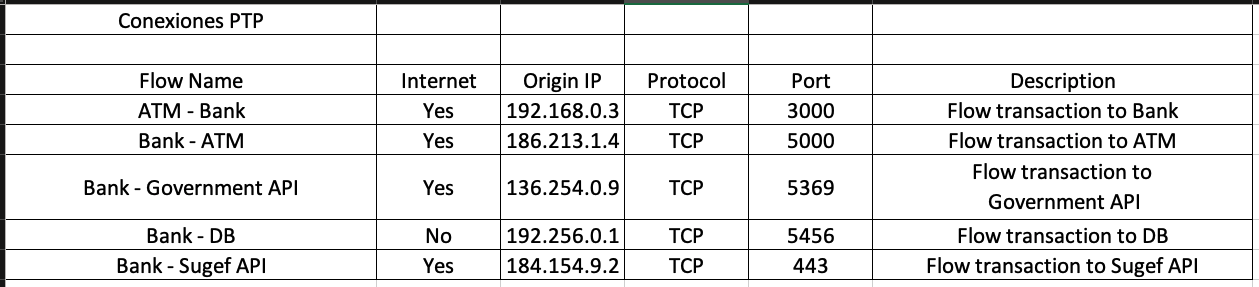 Conexiones PTP
Flow Name Internet Origin IP Protocol Port Description
ATM - Bank Yes 192.168.0.3 TCP 3000 Flow transaction to Bank
Bank - ATM Yes 186.213.1.4 TCP 5000 Flow transaction to ATM
Bank - Government API Yes 136.254.0.9 TCP 5369 Flow transaction to
Government API
Bank - DB No 192.256.0.1 TCP 5456 Flow transaction to DB
Bank - Sugef API Yes 184.154.9.2 TCP 443 Flow transaction to Sugef API